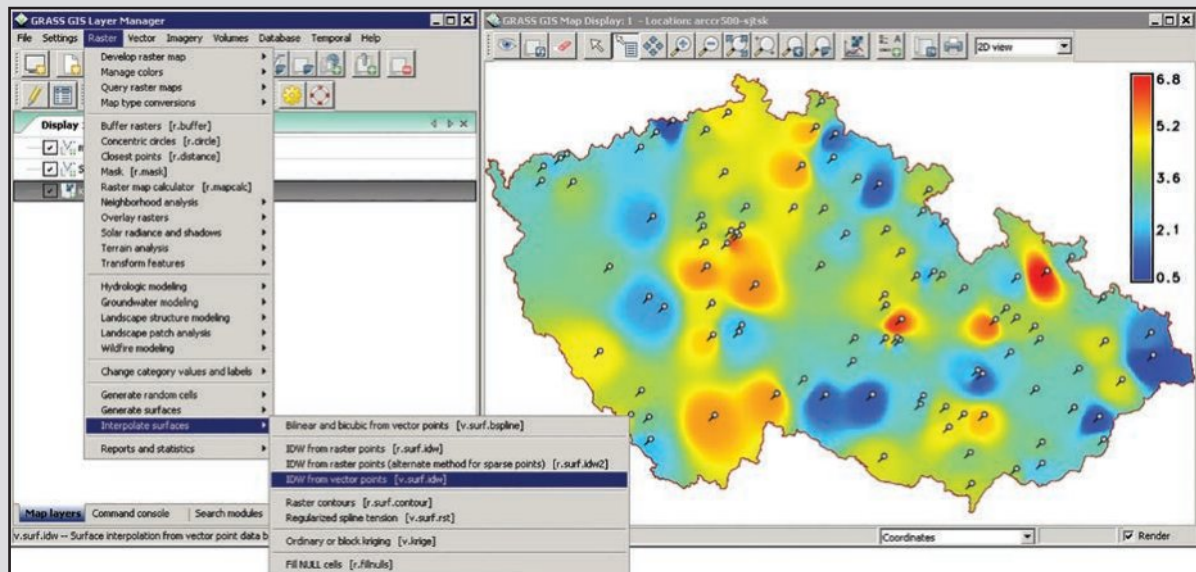 GRASS GIS Layer Manager
File Settings Raster Vector Imagery Volumes Database Temporal Help
Develop raster map
Manage colors
Query raster maps
Map type conversions
Display
Buffer rasters [r.buffer]
Concentric circles [r.circle]
Closest points [r.distance]
Mask [r.mask]
Raster map calculator [r.mapcalc]
Neighborhood analysis
Overlay rasters
Solar radiance and shadows
Terrain analysis
Transform features
Hydrologic modeling
Groundwater modeling
Landscape structure modeling
Landscape patch analysis
Wildfire modeling
Change category values and labels
Generate random cells
Generate surfaces
Interpolate surfaces
Reports and statistics
Bilinear and bicubic from vector points [v.surf.bspline]
IDW from raster points [r.surf.idw]
IDW from raster points (alternate method for sparse points) [r.surf.idw2]
IDW from vector points [v.surf.idw]
Raster contours [r.surf.contour]
Regularized spline tension [v.surf.rst]
Ordinary or block kriging [v.krige]
Fill NULL cells [r.fillnulls]
Map layers Command console Search modules
v.surf.idw -- Surface interpolation from vector point data b
GRASS GIS Map Display: 1 - Location: arccr500-sjtsk
2D view
6.8
5.2
3.6
2.1
0.5
Coordinates
Render